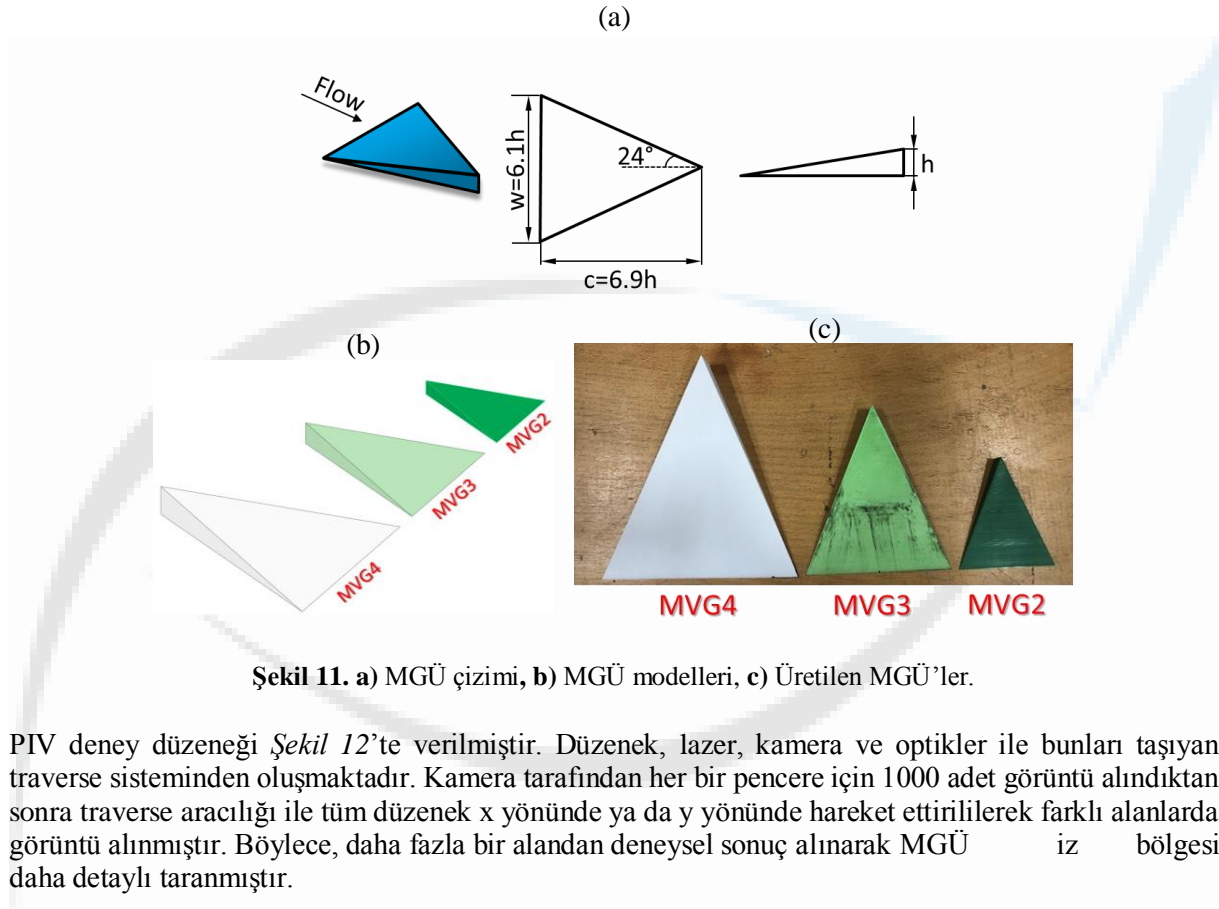 (a)
Flow
w=6.1h
24°
c=6.9h
h
(b)
(c)
MVG2
MVG3
MVG4
MVG4
MVG3
MVG2
Şekil 11. a) MGÜ çizimi, b) MGÜ modelleri, c) Üretilen MGÜ’ler.
PIV deney düzeneği Şekil 12’te verilmiştir. Düzenek, lazer, kamera ve optikler ile bunları taşıyan
traverse sisteminden oluşmaktadır. Kamera tarafından her bir pencere için 1000 adet görüntü alındıktan
sonra traverse aracılığı ile tüm düzenek x yönünde ya da y yönünde hareket ettirililerek farklı alanlarda
görüntü alınmıştır. Böylece, daha fazla bir alandan deneysel sonuç alınarak MGÜ iz bölgesi
daha detaylı taranmıştır.